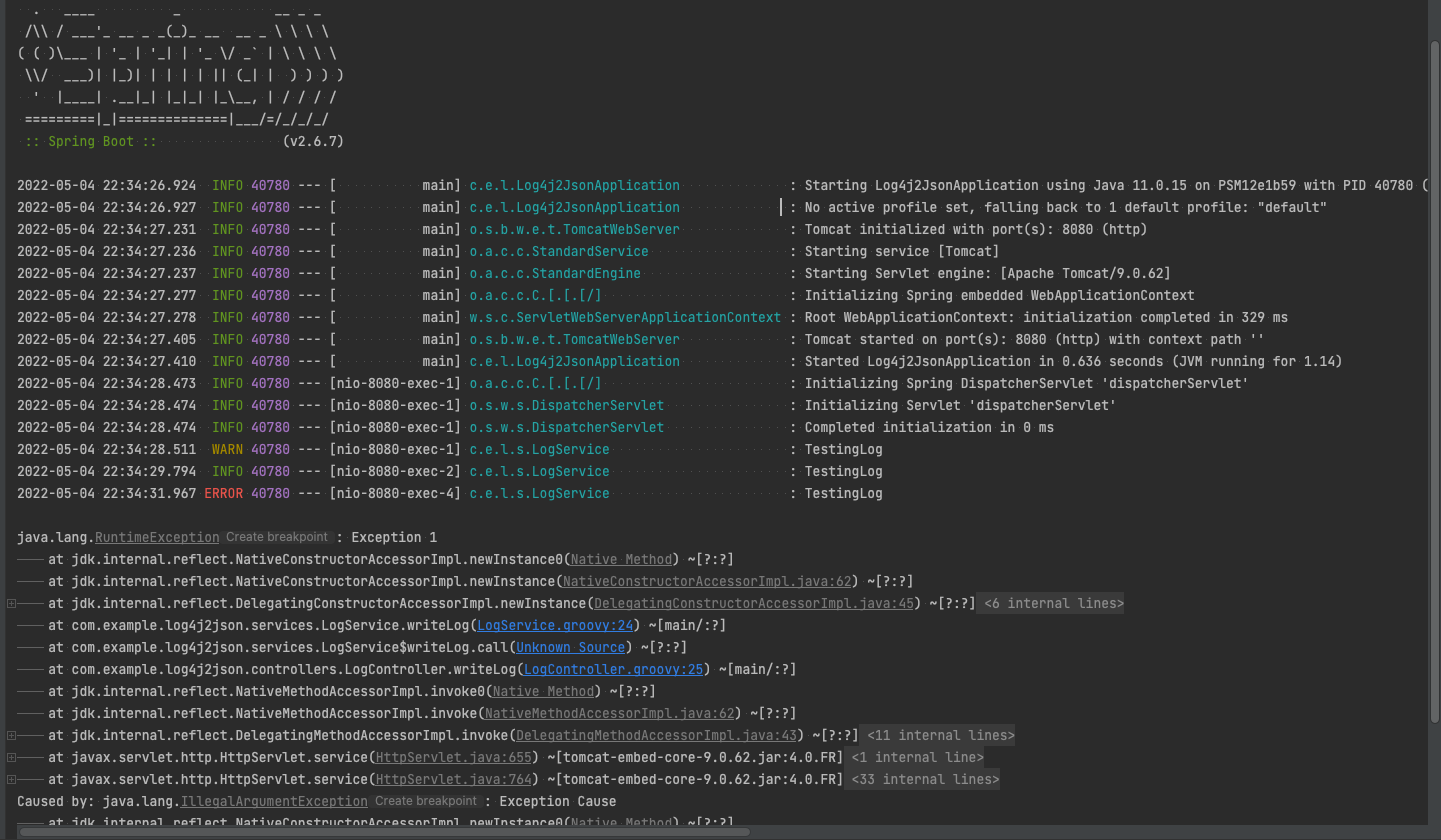 .   ____          _            __ _ _
 /\\ / ___'_ __ _ _(_)_ __  __ _ \ \ \ \
( ( )\___ | '_ | '_| | '_ \/ _` | \ \ \ \
 \\/  ___)| |_)| | | | | || (_| |  ) ) ) )
  '  |____| .__|_| |_|_| |_\__, | / / / /
 =========|_|==============|___/=/_/_/_/
 :: Spring Boot ::                (v2.6.7)
2022-05-04 22:34:26.924  INFO 40780 --- [           main] c.e.l.Log4j2JsonApplication              : Starting Log4j2JsonApplication using Java 11.0.15 on PSM12e1b59 with PID 40780 (
2022-05-04 22:34:26.927  INFO 40780 --- [           main] c.e.l.Log4j2JsonApplication              : No active profile set, falling back to 1 default profile: "default"
2022-05-04 22:34:27.231  INFO 40780 --- [           main] o.s.b.w.e.t.TomcatWebServer              : Tomcat initialized with port(s): 8080 (http)
2022-05-04 22:34:27.236  INFO 40780 --- [           main] o.a.c.c.StandardService                  : Starting service [Tomcat]
2022-05-04 22:34:27.237  INFO 40780 --- [           main] o.a.c.c.StandardEngine                   : Starting Servlet engine: [Apache Tomcat/9.0.62]
2022-05-04 22:34:27.277  INFO 40780 --- [           main] o.a.c.c.C.[.[.[/]                        : Initializing Spring embedded WebApplicationContext
2022-05-04 22:34:27.278  INFO 40780 --- [           main] w.s.c.ServletWebServerApplicationContext : Root WebApplicationContext: initialization completed in 329 ms
2022-05-04 22:34:27.405  INFO 40780 --- [           main] o.s.b.w.e.t.TomcatWebServer              : Tomcat started on port(s): 8080 (http) with context path ''
2022-05-04 22:34:27.410  INFO 40780 --- [           main] c.e.l.Log4j2JsonApplication              : Started Log4j2JsonApplication in 0.636 seconds (JVM running for 1.14)
2022-05-04 22:34:28.473  INFO 40780 --- [nio-8080-exec-1] o.a.c.c.C.[.[.[/]                        : Initializing Spring DispatcherServlet 'dispatcherServlet'
2022-05-04 22:34:28.474  INFO 40780 --- [nio-8080-exec-1] o.s.w.s.DispatcherServlet                : Initializing Servlet 'dispatcherServlet'
2022-05-04 22:34:28.474  INFO 40780 --- [nio-8080-exec-1] o.s.w.s.DispatcherServlet                : Completed initialization in 0 ms
2022-05-04 22:34:28.511  WARN 40780 --- [nio-8080-exec-1] c.e.l.s.LogService                       : TestingLog
2022-05-04 22:34:29.794  INFO 40780 --- [nio-8080-exec-2] c.e.l.s.LogService                       : TestingLog
2022-05-04 22:34:31.967 ERROR 40780 --- [nio-8080-exec-4] c.e.l.s.LogService                       : TestingLog
java.lang.RuntimeException Create breakpoint : Exception 1
at jdk.internal.reflect.NativeConstructorAccessorImpl.newInstance0(Native Method) ~[?:?]
at jdk.internal.reflect.NativeConstructorAccessorImpl.newInstance(NativeConstructorAccessorImpl.java:62) ~[?:?]
at jdk.internal.reflect.DelegatingConstructorAccessorImpl.newInstance(DelegatingConstructorAccessorImpl.java:45) ~[?:?] <6 internal lines>
at com.example.log4j2json.services.LogService.writeLog(LogService.groovy:24) ~[main/:?]
at com.example.log4j2json.services.LogService$writeLog.call(Unknown Source) ~[?:?]
at com.example.log4j2json.controllers.LogController.writeLog(LogController.groovy:25) ~[main/:?]
at jdk.internal.reflect.NativeMethodAccessorImpl.invoke0(Native Method) ~[?:?]
at jdk.internal.reflect.NativeMethodAccessorImpl.invoke(NativeMethodAccessorImpl.java:62) ~[?:?]
at jdk.internal.reflect.DelegatingMethodAccessorImpl.invoke(DelegatingMethodAccessorImpl.java:43) ~[?:?] <11 internal lines>
at javax.servlet.http.HttpServlet.service(HttpServlet.java:655) ~[tomcat-embed-core-9.0.62.jar:4.0.FR] <1 internal line>
at javax.servlet.http.HttpServlet.service(HttpServlet.java:764) ~[tomcat-embed-core-9.0.62.jar:4.0.FR] <33 internal lines>
Caused by: java.lang.IllegalArgumentException Create breakpoint : Exception Cause
at jdk.internal.reflect.NativeConstructorAccessorImpl.newInstance0(Native Method) ~[?:?]